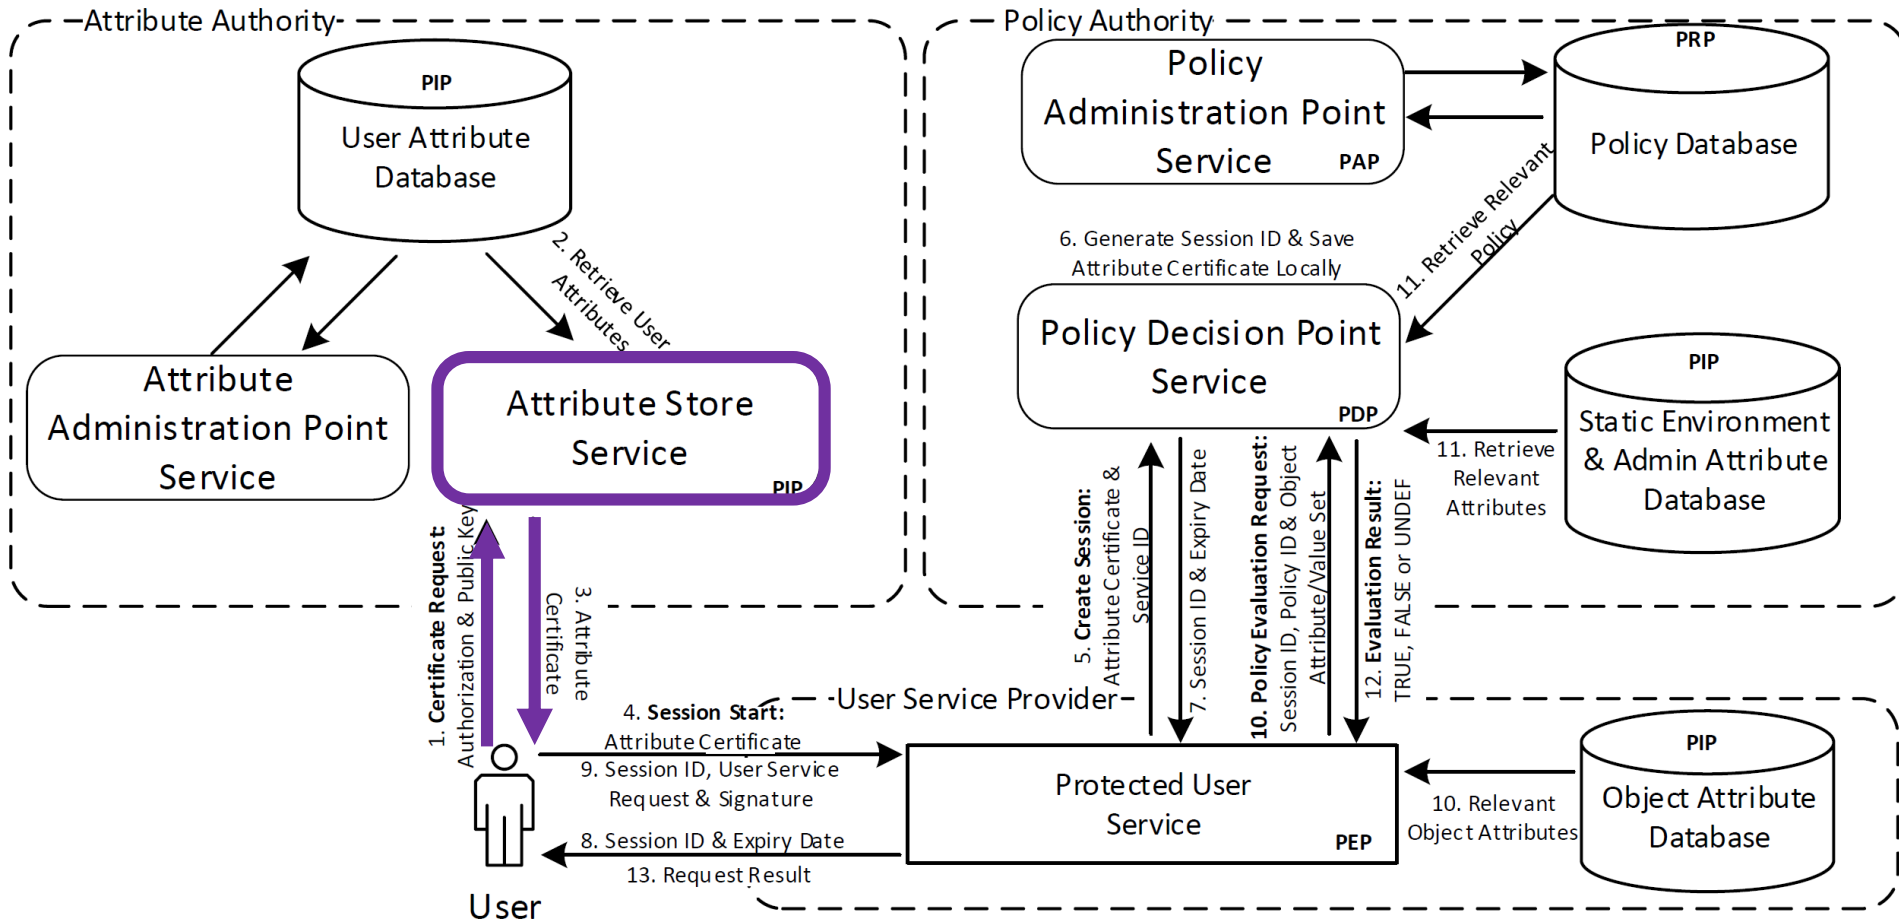 Attribute Authority
PIP
User Attribute
Database
2. Retrieve User
Attributes
Attribute
Administration Point
Service
Attribute Store
Service
PIP
1. Certificate Request:
Authorization & Public Key
3. Attribute
Certificate
Policy Authority
Policy
Administration Point
Service
PAP
PRP
Policy Database
11. Retrieve Relevant
Policy
6. Generate Session ID & Save
Attribute Certificate Locally
Policy Decision Point
Service
PDP
PIP
Static Environment
& Admin Attribute
Database
11. Retrieve
Relevant
Attributes
5. Create Session:
Attribute Certificate &
Service ID
7. Session ID & Expiry Date
10. Policy Evaluation Request:
Session ID, Policy ID & Object
Attribute/Value Set
12. Evaluation Result:
TRUE, FALSE or UNDEF
User Service Provider
4. Session Start:
Attribute Certificate
9. Session ID, User Service
Request & Signature
8. Session ID & Expiry Date
13. Request Result
User
Protected User
Service
PEP
10. Relevant
Object Attributes
PIP
Object Attribute
Database